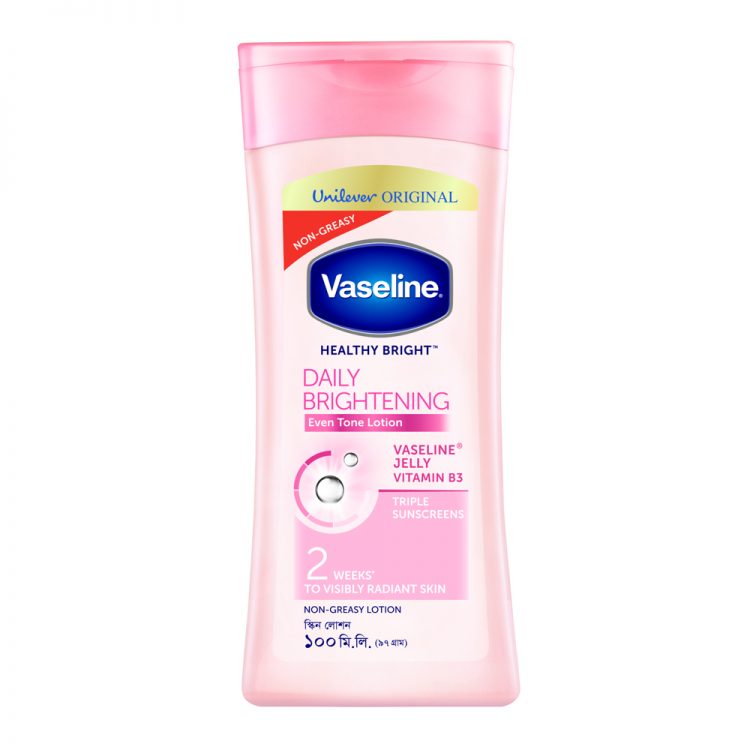 Unilever ORIGINAL
NON-GREASY
Vaseline®
HEALTHY BRIGHT™
DAILY
BRIGHTENING
Even Tone Lotion
VASELINE®
JELLY
VITAMIN B3
TRIPLE
SUNSCREENS
2 WEEKS*
TO VISIBLY RADIANT SKIN
NON-GREASY LOTION
স্কিন লোশন
১০০ মি.লি. (৯৭ গ্রাম)